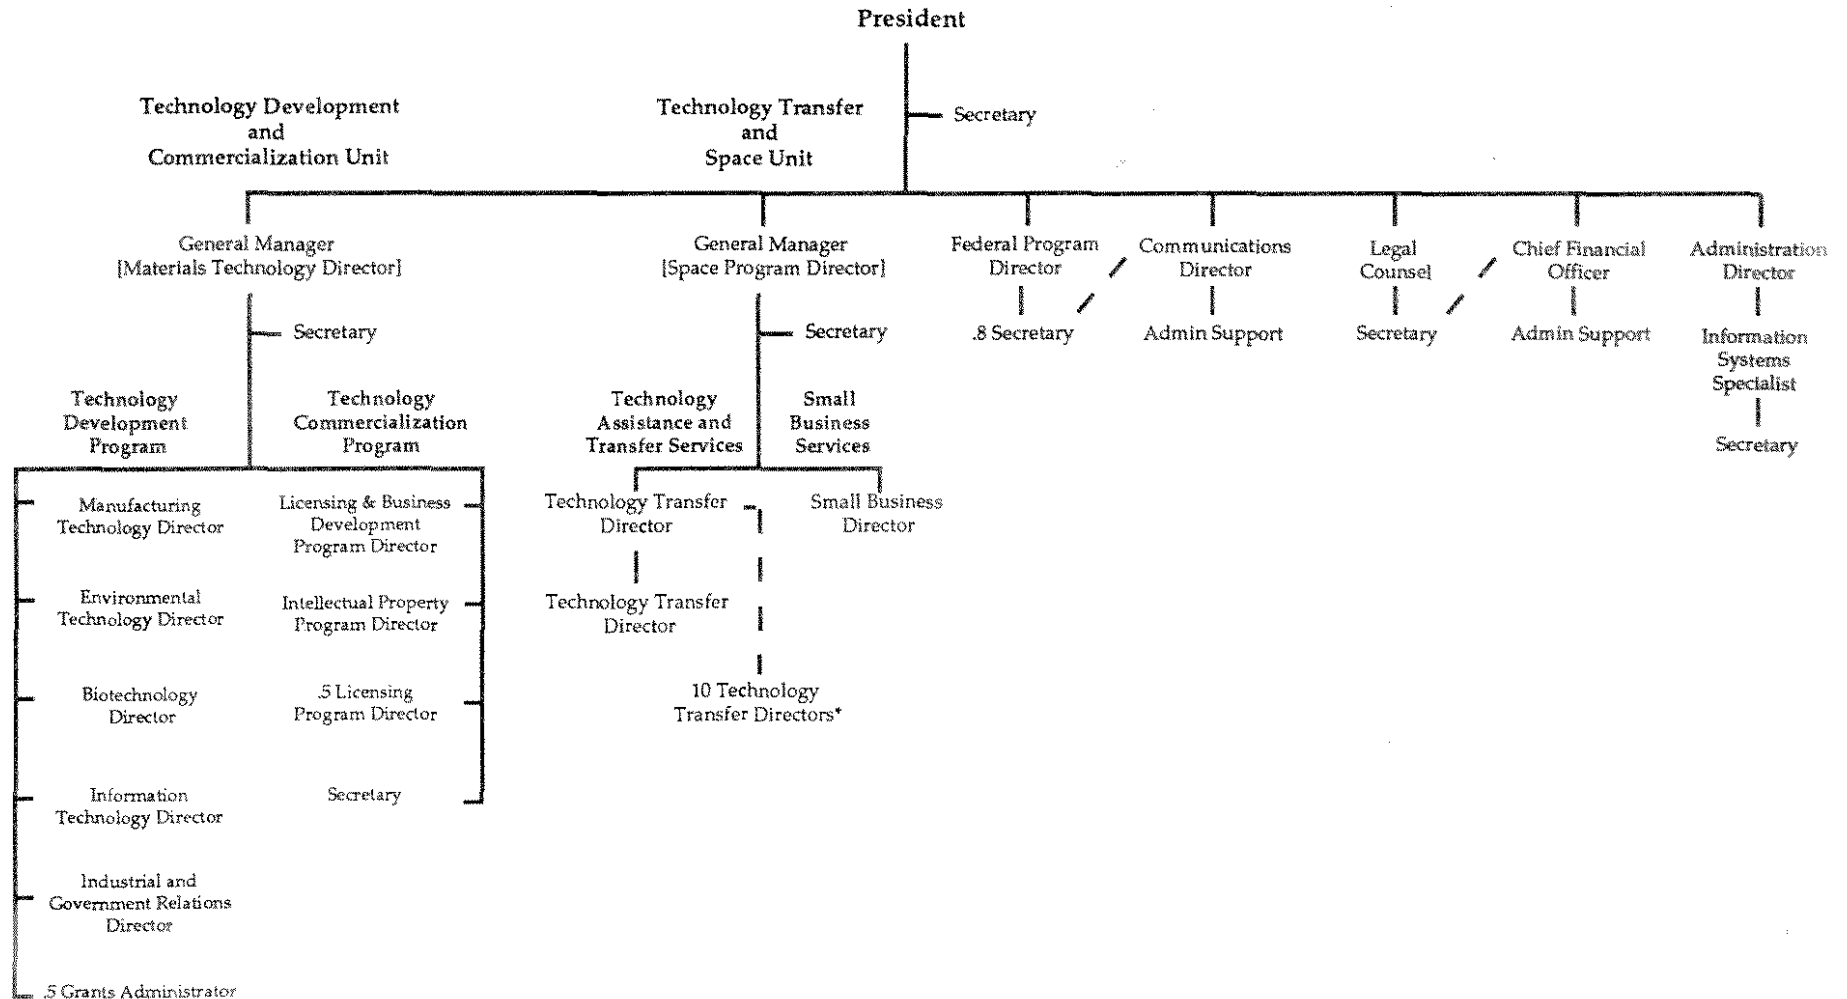 President
Technology Development
and
Commercialization Unit
Technology Transfer
and
Space Unit
Secretary
General Manager
[Materials Technology Director]
General Manager
[Space Program Director]
Federal Program
Director
Communications
Director
Legal
Counsel
Chief Financial
Officer
Administration
Director
Secretary
Secretary
.8 Secretary
Admin Support
Secretary
Admin Support
Information
Systems
Specialist
Secretary
Technology
Development
Program
Technology
Commercialization
Program
Technology
Assistance and
Transfer Services
Small
Business
Services
Manufacturing
Technology Director
Environmental
Technology Director
Biotechnology
Director
Information
Technology Director
Industrial and
Government Relations
Director
.5 Grants Administrator
Licensing & Business
Development
Program Director
Intellectual Property
Program Director
.5 Licensing
Program Director
Secretary
Technology Transfer
Director
Technology Transfer
Director
10 Technology
Transfer Directors*
Small Business
Director